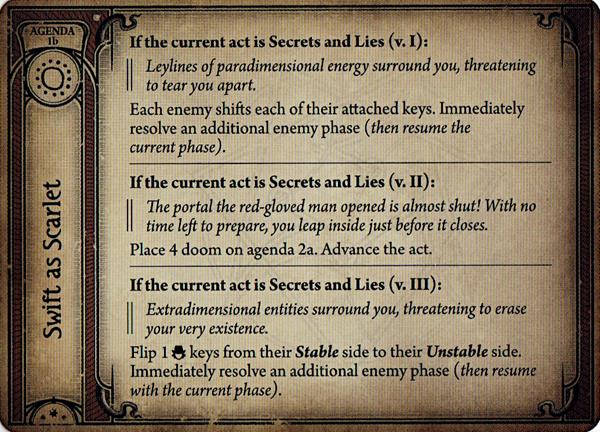 AGENDA
1b
Swift as Scarlet
If the current act is Secrets and Lies (v. I):
Leylines of paradimensional energy surround you, threatening
to tear you apart.
Each enemy shifts each of their attached keys. Immediately
resolve an additional enemy phase (then resume the
current phase).
If the current act is Secrets and Lies (v. II):
The portal the red-gloved man opened is almost shut! With no
time left to prepare, you leap inside just before it closes.
Place 4 doom on agenda 2a. Advance the act.
If the current act is Secrets and Lies (v. III):
Extradimensional entities surround you, threatening to erase
your very existence.
Flip 1 keys from their Stable side to their Unstable side.
Immediately resolve an additional enemy phase (then resume
with the current phase).